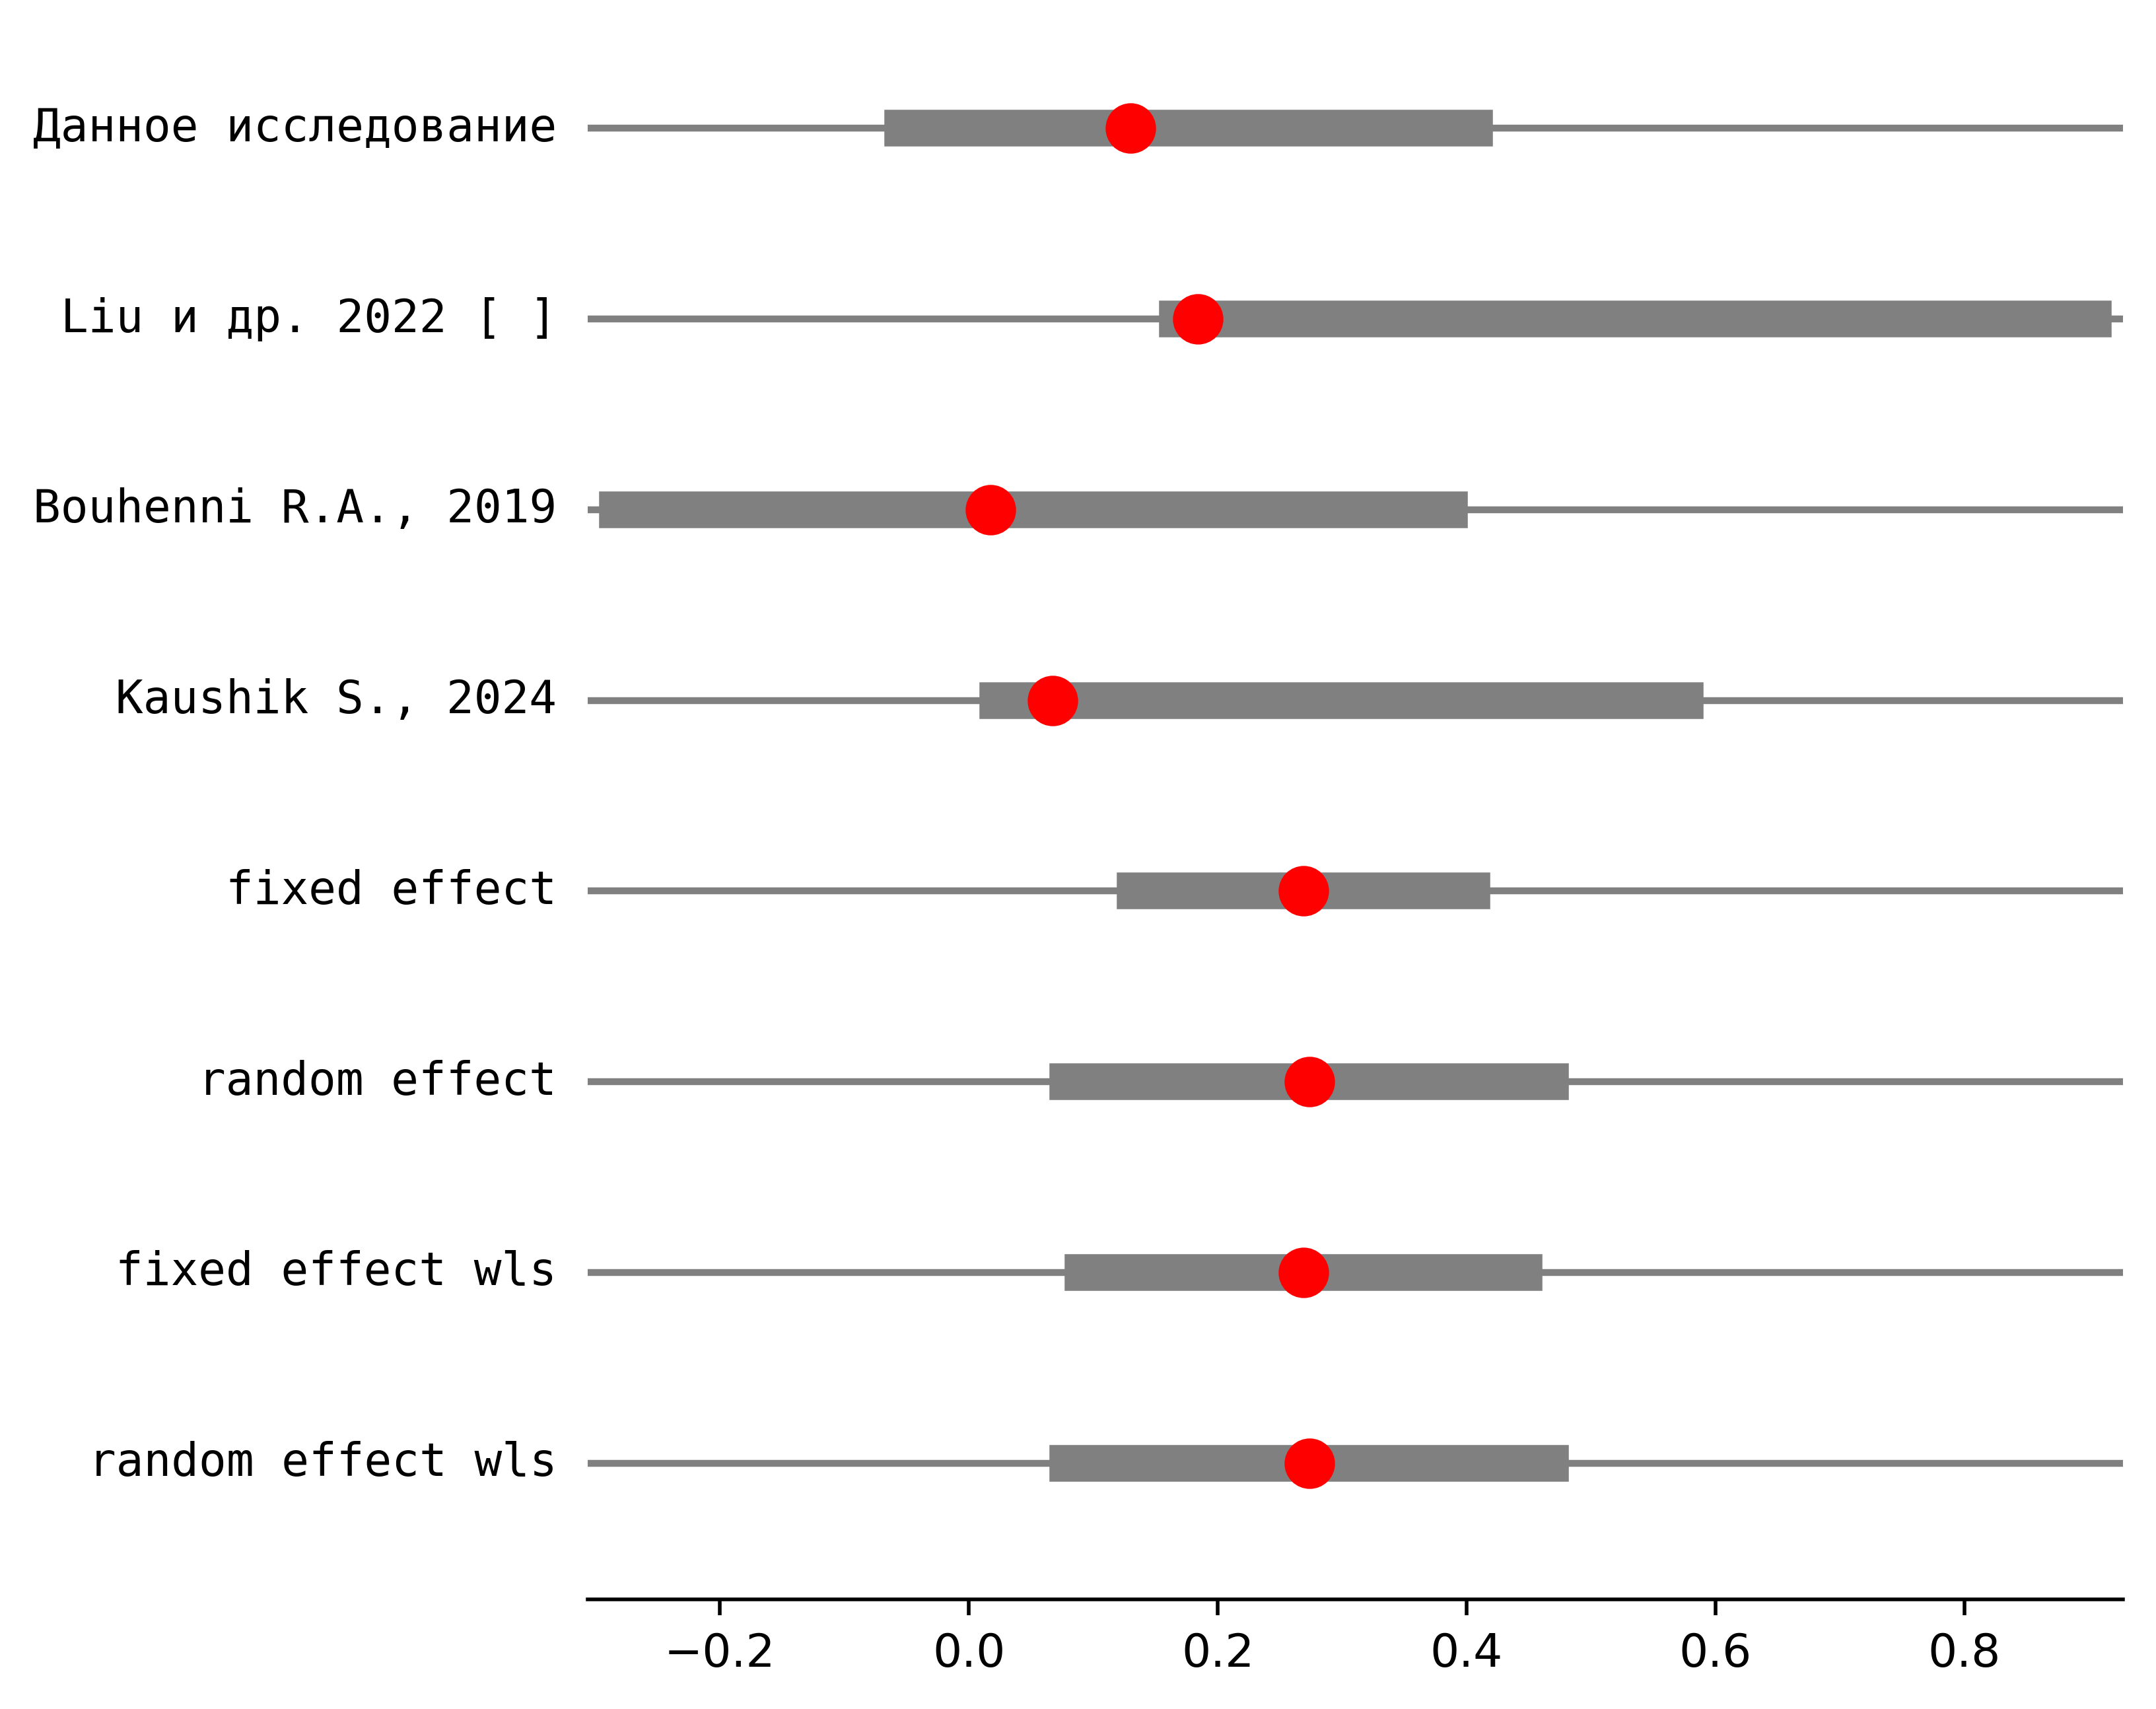 Данное исследование
Liu и др. 2022 [ ]
Bouhenni R.A., 2019
Kaushik S., 2024
fixed effect
random effect
fixed effect wls
random effect wls
−0.2 0.0 0.2 0.4 0.6 0.8